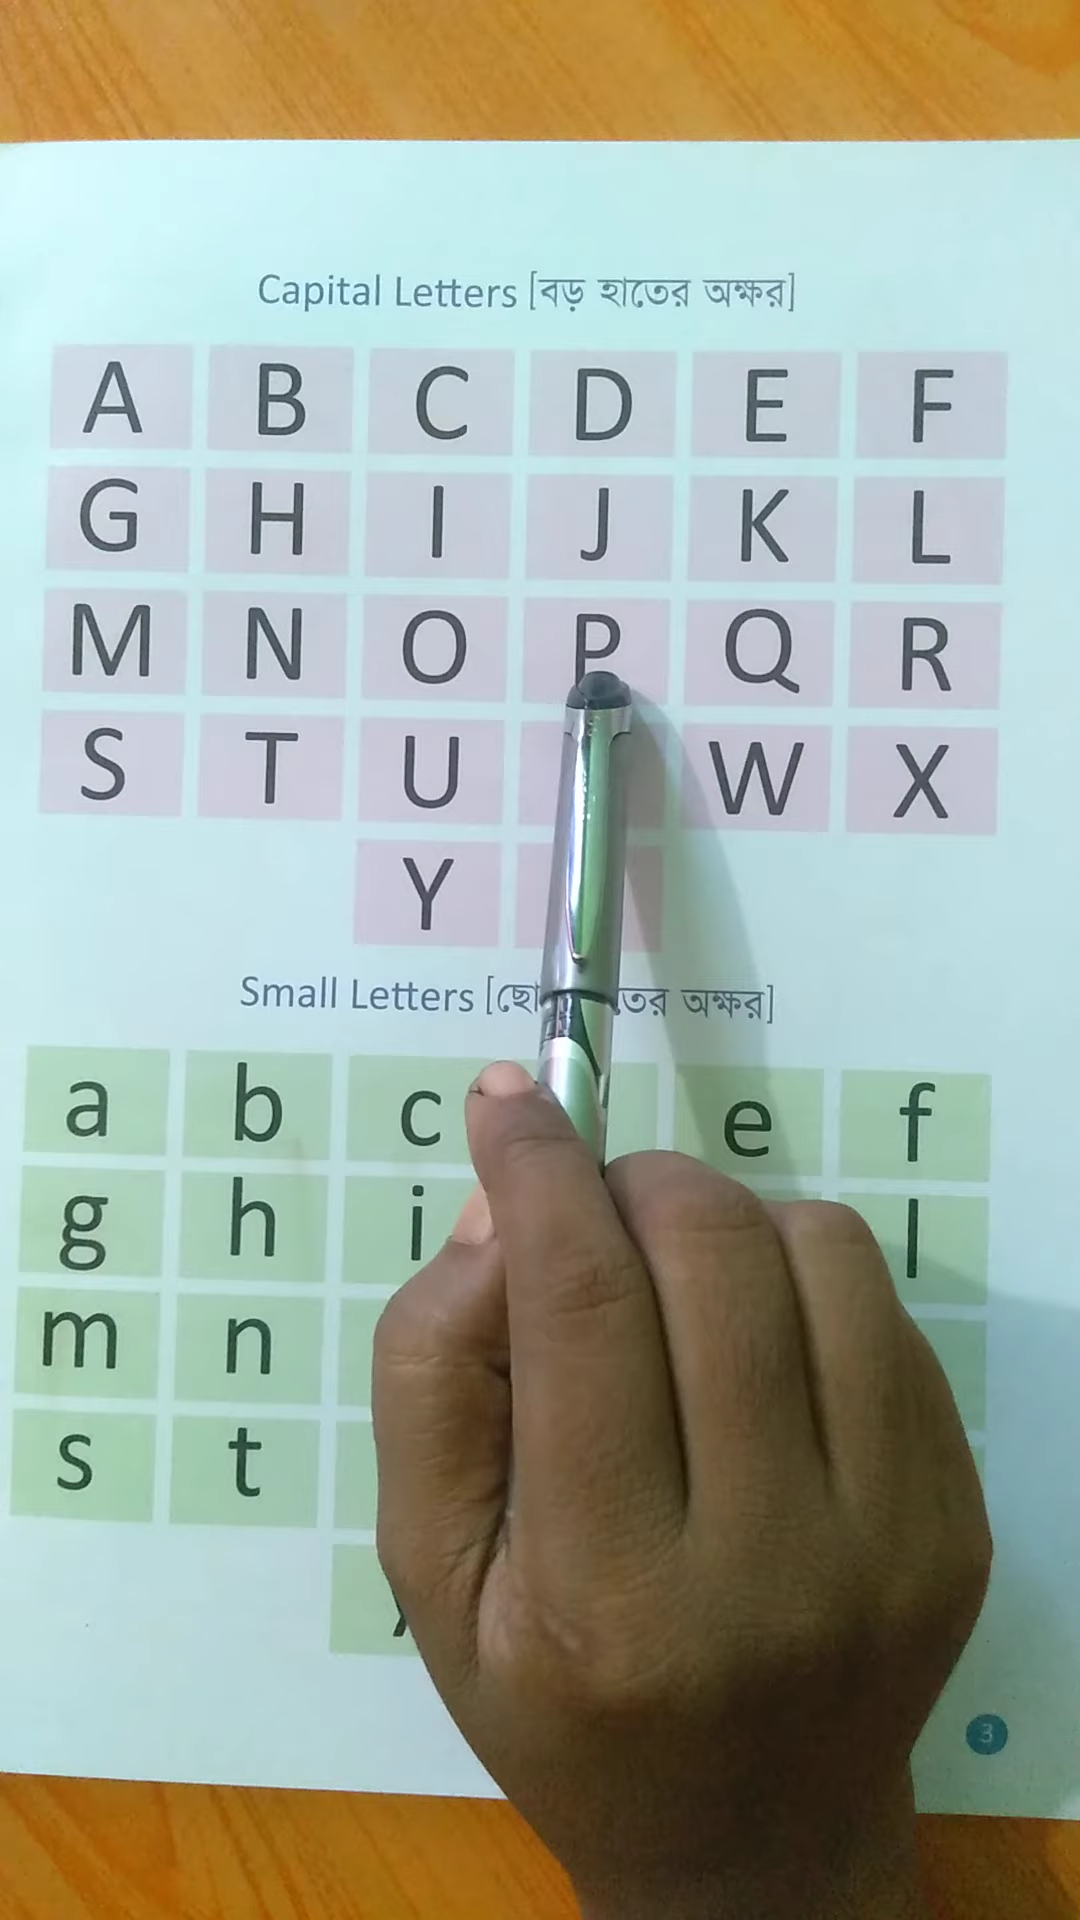 Capital Letters [বড় হাতের অক্ষর]
A B C D E F
G H I J K L
M N O P Q R
S T U W X
Y
Small Letters [ছো তের অক্ষর]
a b c e f
g h i l
m n
s t
3